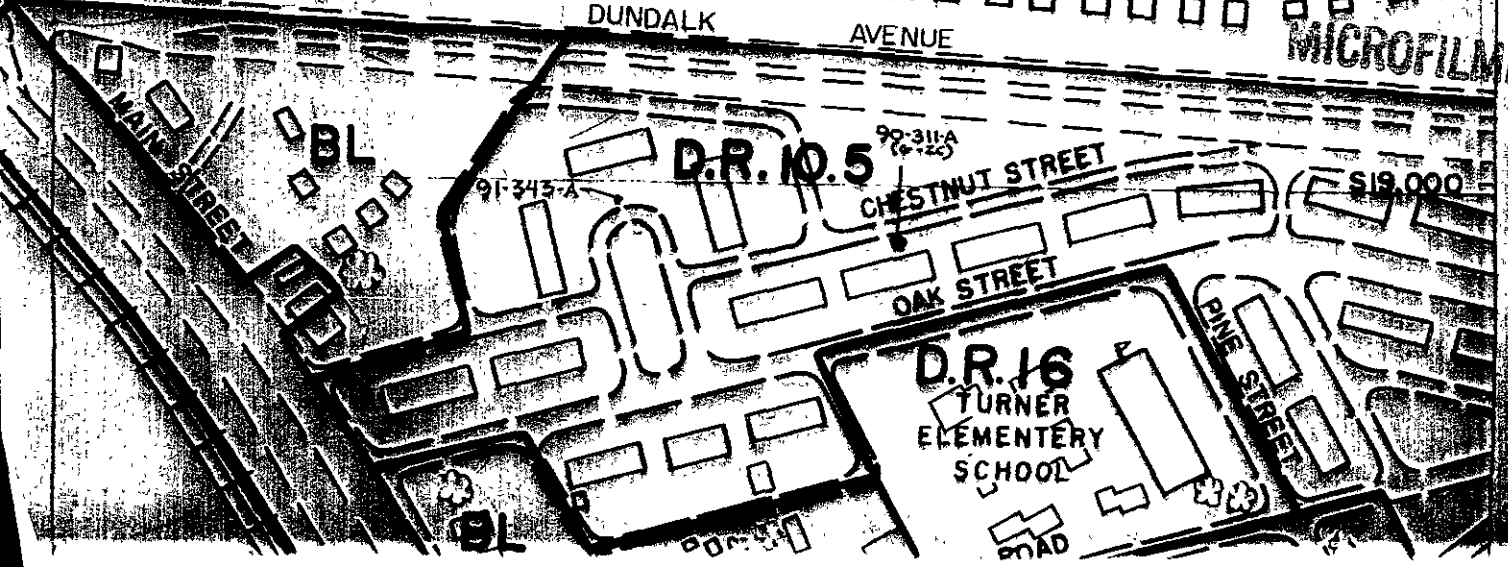 DUNDALK AVENUE
MICROFILM
MAIN STREET
BL
D.R. 10.5
90-311-A
91-343-A
CHESTNUT STREET
S19,000
OAK STREET
D.R. 16
TURNER
ELEMENTERY
SCHOOL
PINE STREET
BL
ROAD